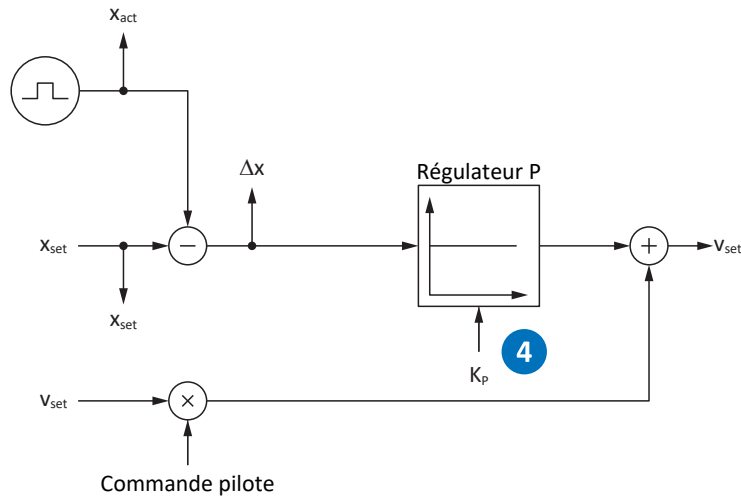 xact
Δx
Régulateur P
xset
vset
xset
4
KP
vset
Commande pilote